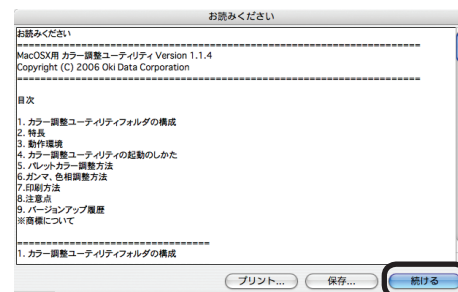 お読みください
お読みください
======================================================================
MacOSX用 カラー調整ユーティリティ Version 1.1.4
Copyright (C) 2006 Oki Data Corporation
======================================================================
目次
1. カラー調整ユーティリティフォルダの構成
2. 特長
3. 動作環境
4. カラー調整ユーティリティの起動のしかた
5. パレットカラー調整方法
6.ガンマ、色相調整方法
7.印刷方法
8.注意点
9. バージョンアップ履歴
※商標について
==================================
1. カラー調整ユーティリティフォルダの構成
プリント... 保存... 続ける